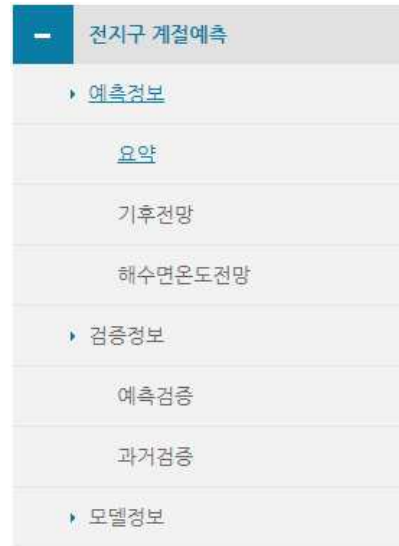 전지구 계절예측
예측정보
요약
기후전망
해수면온도전망
검증정보
예측검증
과거검증
모델정보